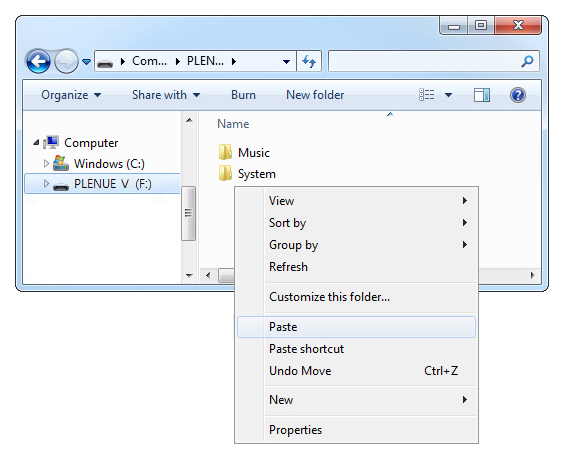 Com... PLEN...
Organize Share with Burn New folder
Name
Computer
Windows (C:)
PLENUE V (F:)
Music
System
View
Sort by
Group by
Refresh
Customize this folder...
Paste
Paste shortcut
Undo Move Ctrl+Z
New
Properties